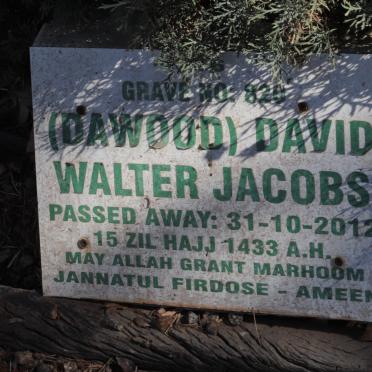 GRAVE NO. 820
(DAWOOD) DAVID
WALTER JACOBS
PASSED AWAY: 31-10-2012
15 ZIL HAJJ 1433 A.H.
MAY ALLAH GRANT MARHOOM
JANNATUL FIRDOSE - AMEEN